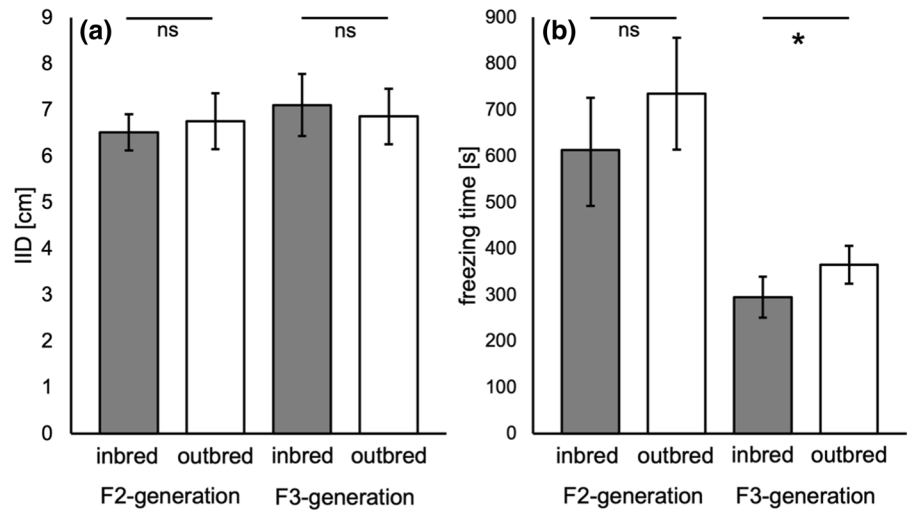 (a)
ns
ns
9
8
7
6
5
4
3
2
1
0
IID [cm]
inbred outbred inbred outbred
F2-generation F3-generation
(b)
ns
*
900
800
700
600
500
400
300
200
100
0
freezing time [s]
inbred outbred inbred outbred
F2-generation F3-generation